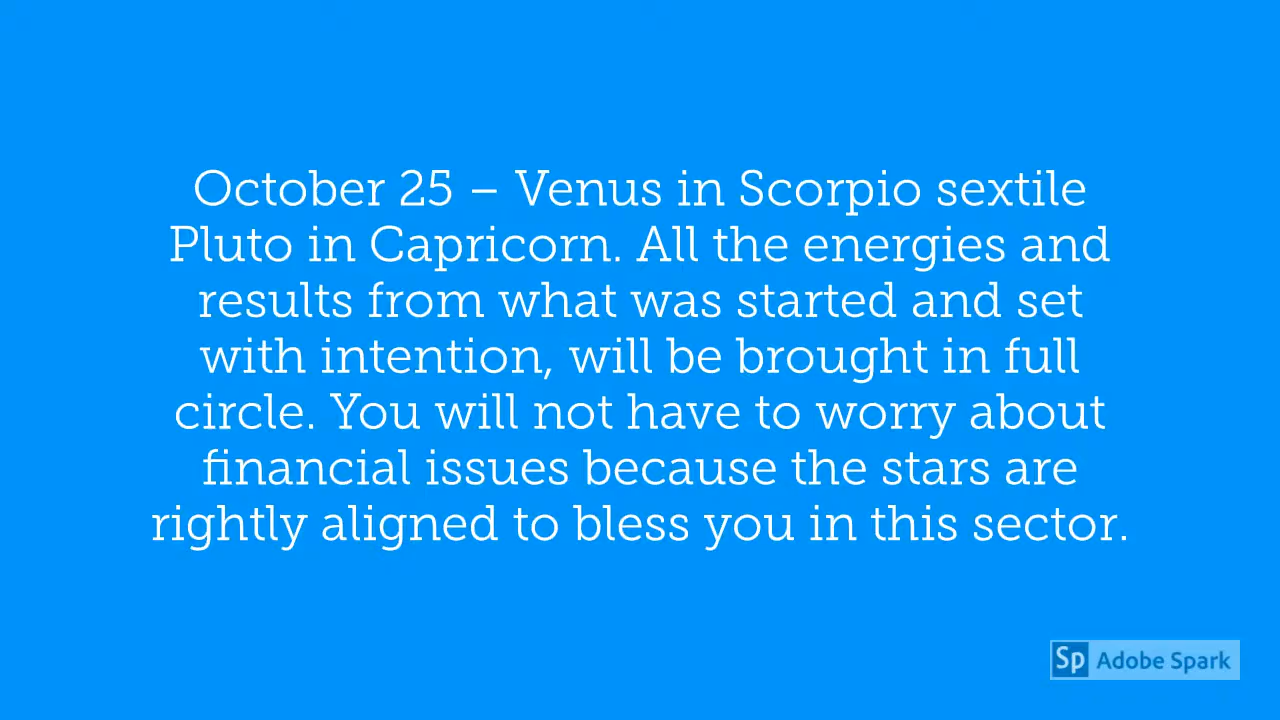 October 25 – Venus in Scorpio sextile
Pluto in Capricorn. All the energies and
results from what was started and set
with intention, will be brought in full
circle. You will not have to worry about
financial issues because the stars are
rightly aligned to bless you in this sector.
Sp Adobe Spark